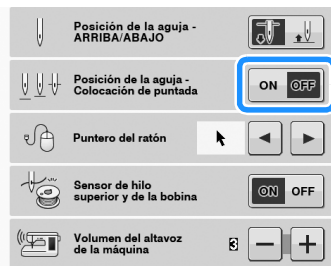 Posición de la aguja -
ARRIBA/ABAJO
Posición de la aguja -
Colocación de puntada
ON OFF
Puntero del ratón
Sensor de hilo
superior y de la bobina
ON OFF
Volumen del altavoz
de la máquina
3 - +